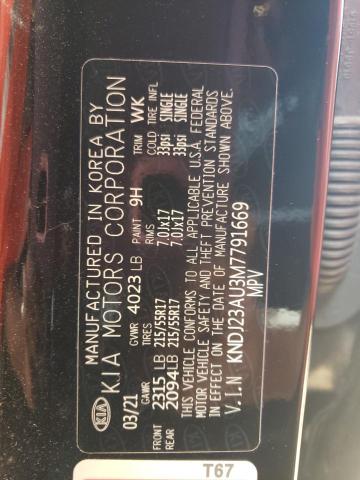 MANUFACTURED IN KOREA BY
KIA MOTORS CORPORATION
03/21 GVWR 4023 LB PAINT 9H TRIM WK
GAWR TIRES RIMS COLD TIRE INFL
FRONT 2315 LB 215/55R17 7.0Jx17 33psi SINGLE
REAR 2094LB 215/55R17 7.0Jx17 33psi SINGLE
THIS VEHICLE CONFORMS TO ALL APPLICABLE U.S.A FEDERAL
MOTOR VEHICLE SAFETY AND THEFT PREVENTION STANDARDS
IN EFFECT ON THE DATE OF MANUFACTURE SHOWN ABOVE.
V.I.N KNDJ23AU3M7791669
MPV
KIA
T67